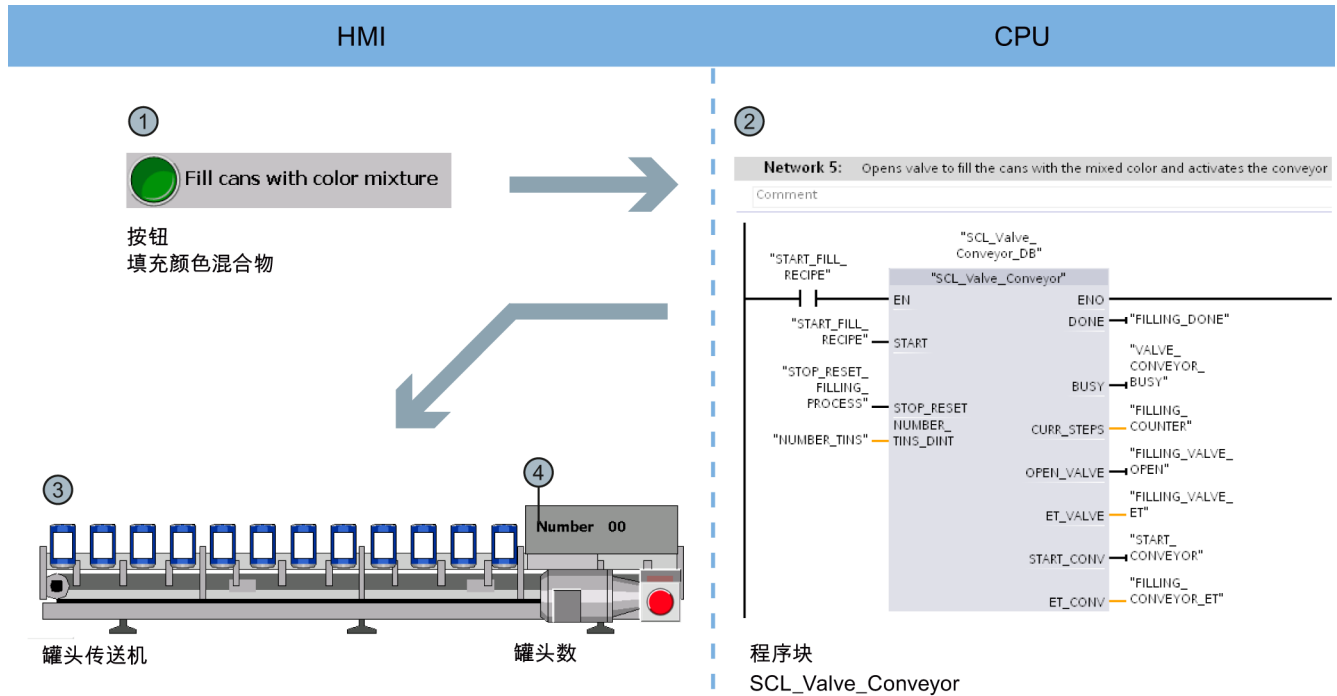 HMI
CPU
1
Fill cans with color mixture
按钮
填充颜色混合物
2
Network 5: Opens valve to fill the cans with the mixed color and activates the conveyor
Comment
"SCL_Valve_
Conveyor_DB"
"START_FILL_
RECIPE"
"SCL_Valve_Conveyor"
EN
ENO
"START_FILL_
RECIPE"
START
DONE
"FILLING_DONE"
"STOP_RESET_
FILLING_
PROCESS"
STOP_RESET
BUSY
"VALVE_
CONVEYOR_
BUSY"
"NUMBER_TINS"
NUMBER_
TINS_DINT
CURR_STEPS
"FILLING_
COUNTER"
OPEN_VALVE
"FILLING_VALVE_
OPEN"
ET_VALVE
"FILLING_VALVE_
ET"
START_CONV
"START_
CONVEYOR"
ET_CONV
"FILLING_
CONVEYOR_ET"
3
4
Number 00
罐头传送机
罐头数
程序块
SCL_Valve_Conveyor